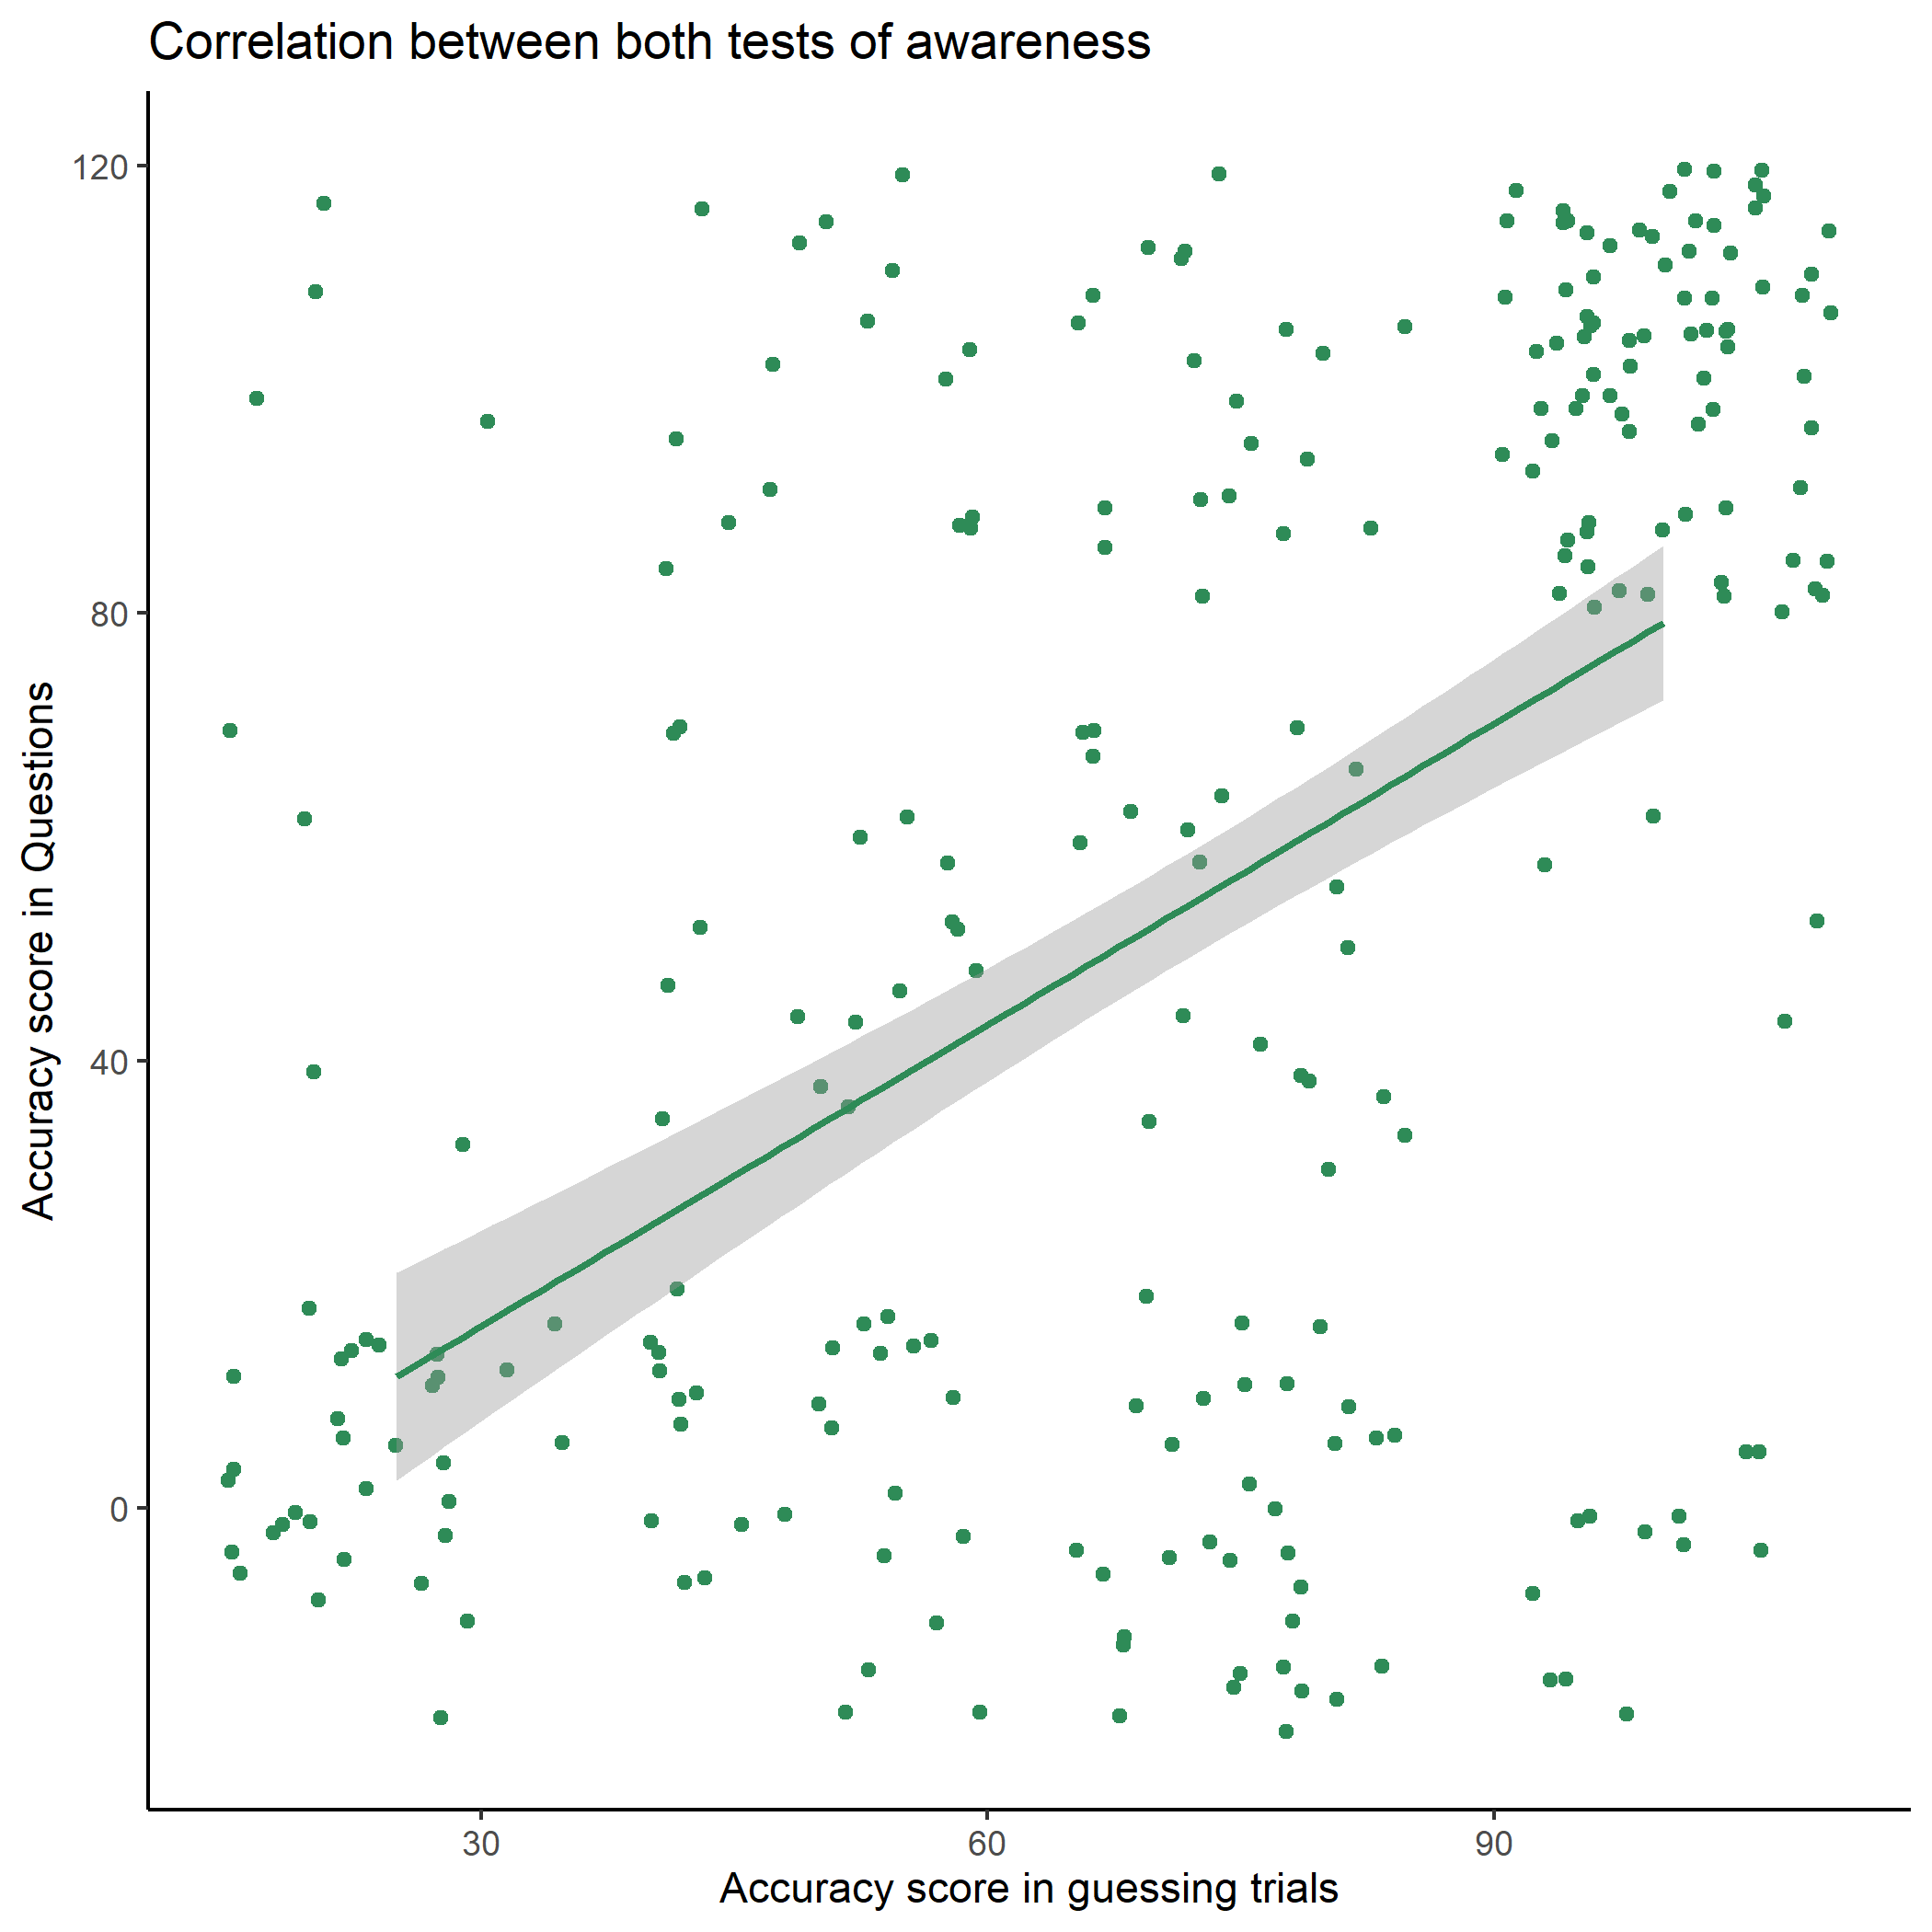 Correlation between both tests of awareness
120
80
40
0
Accuracy score in Questions
30
60
90
Accuracy score in guessing trials